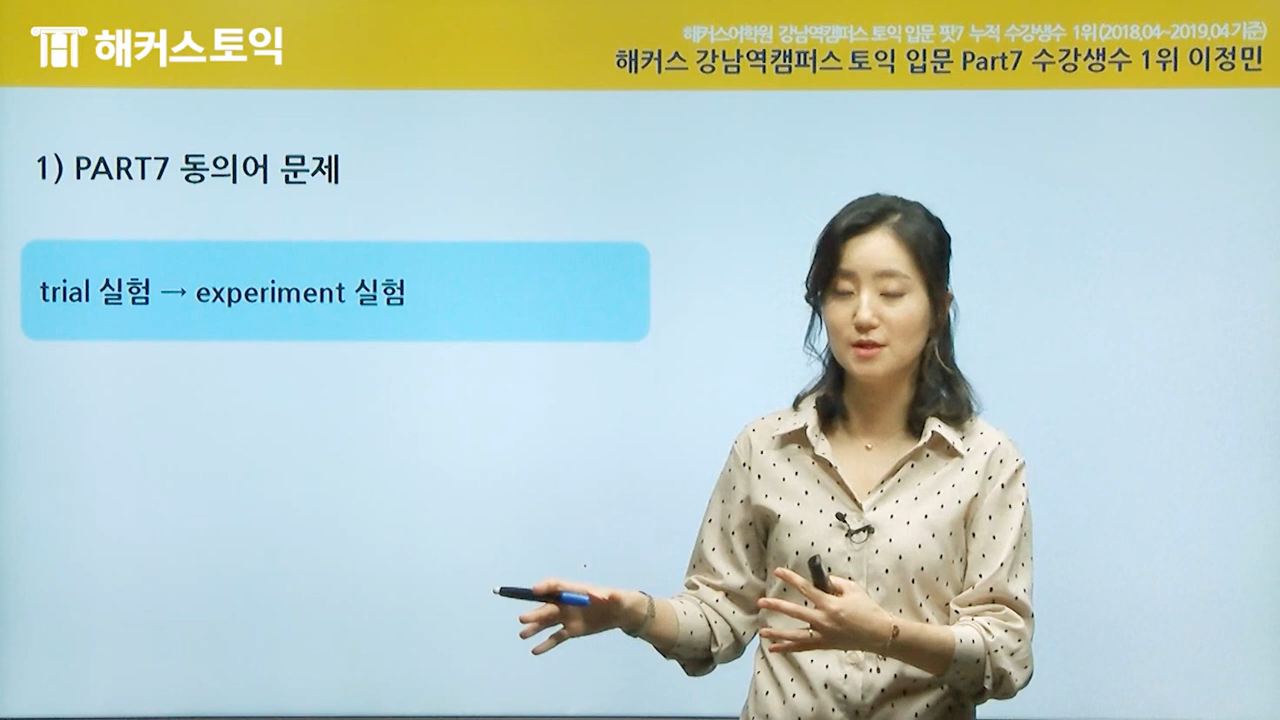 해커스토익
해커스어학원 강남역캠퍼스 토익 입문 팟7 누적 수강생수 1위(2018.04~2019.04 기준)
해커스 강남역캠퍼스 토익 입문 Part7 수강생수 1위 이정민
1) PART7 동의어 문제
trial 실험 → experiment 실험